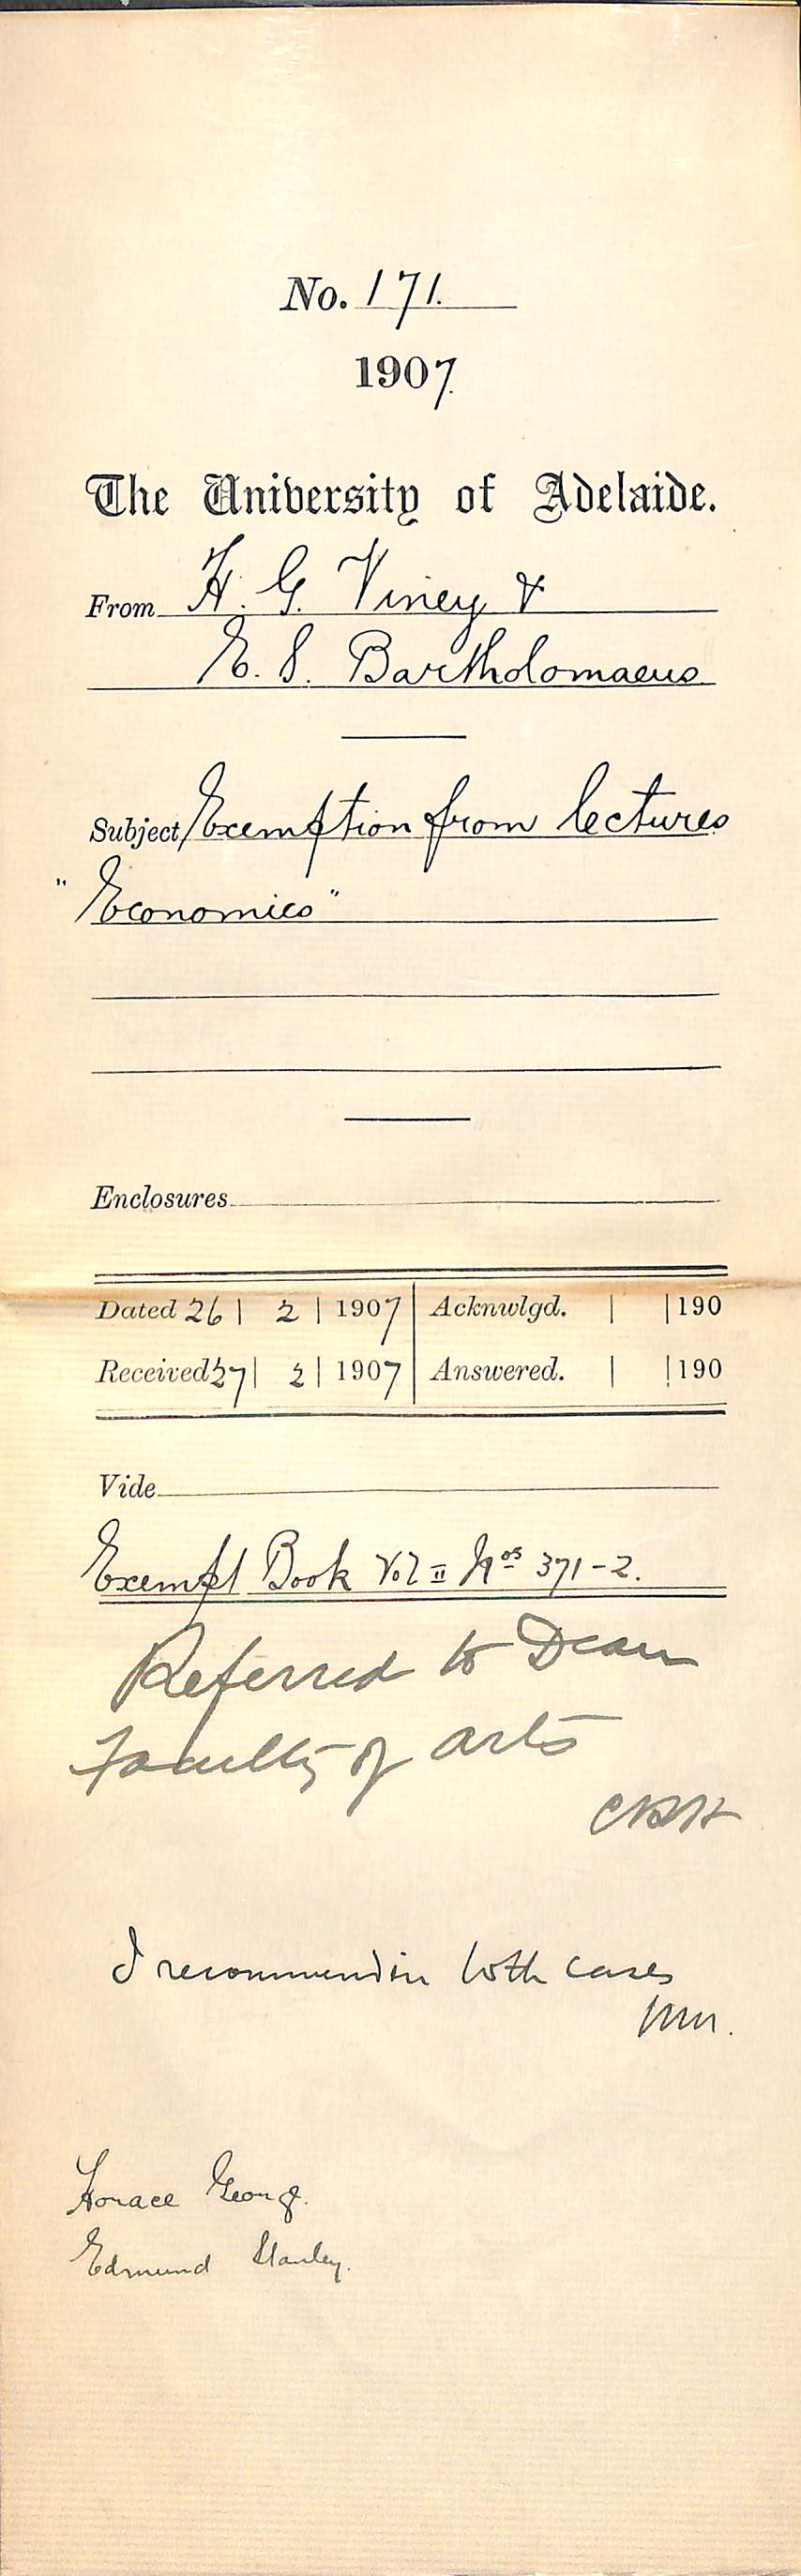 No. 171.
1907.
The University of Adelaide.
From H. G. Viney &
E. S. Bartholomaeus
Subject Exemption from lectures
"Economics"
Enclosures
Dated 26 | 2 | 1907 Acknwlgd. | | 190
Received 27 | 2 | 1907 Answered. | | 190
Vide
Exempt Book Vol II Nos 371-2.
Referred to Dean
Faculty of Arts
I recommend in both cases
Horace George.
Edmund Stanley.